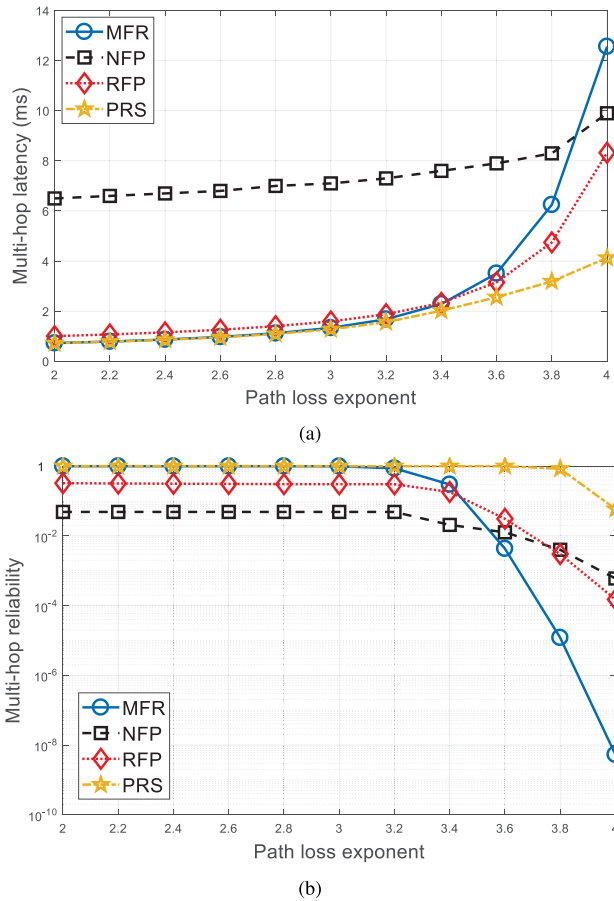 14
12
10
8
6
4
2
0
Multi-hop latency (ms)
MFR
NFP
RFP
PRS
2 2.2 2.4 2.6 2.8 3 3.2 3.4 3.6 3.8 4
Path loss exponent
(a)
1
10-2
10-4
10-6
10-8
10-10
Multi-hop reliability
MFR
NFP
RFP
PRS
2 2.2 2.4 2.6 2.8 3 3.2 3.4 3.6 3.8 4
Path loss exponent
(b)